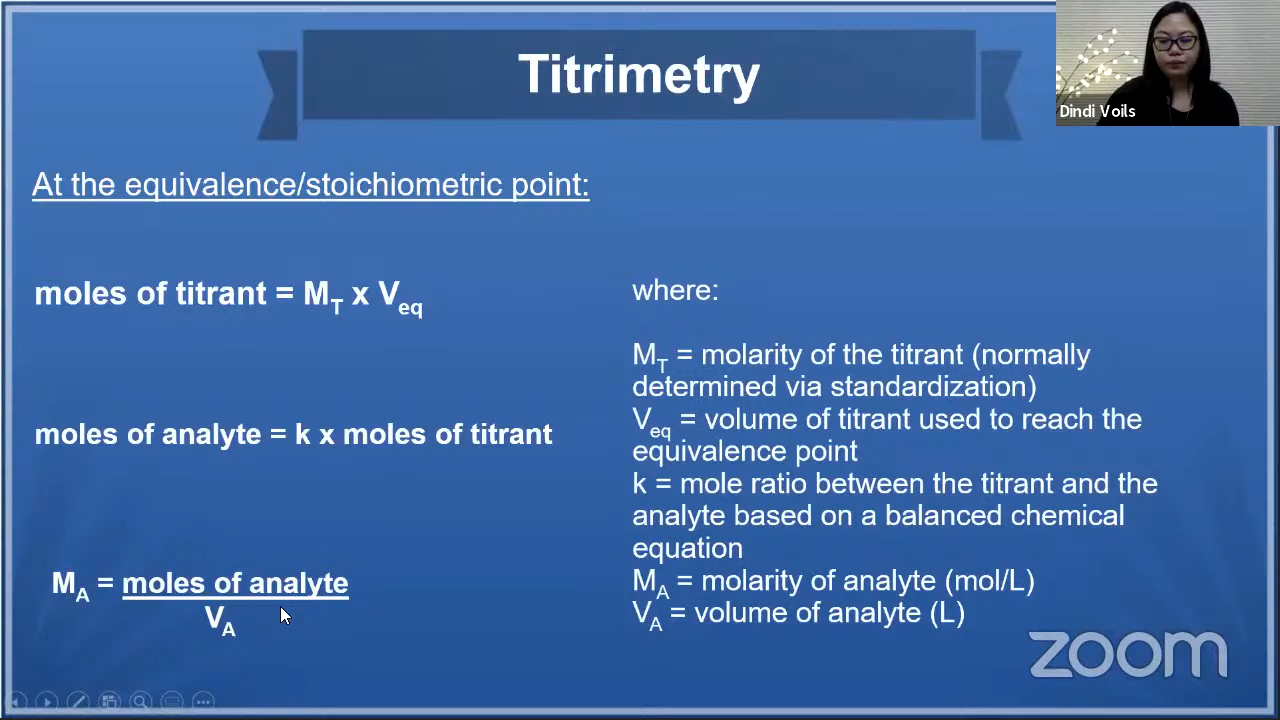 Titrimetry
Dindi Voils
At the equivalence/stoichiometric point:
moles of titrant = M_T x V_eq
moles of analyte = k x moles of titrant
M_A = moles of analyte
V_A
where:
M_T = molarity of the titrant (normally
determined via standardization)
V_eq = volume of titrant used to reach the
equivalence point
k = mole ratio between the titrant and the
analyte based on a balanced chemical
equation
M_A = molarity of analyte (mol/L)
V_A = volume of analyte (L)
zoom